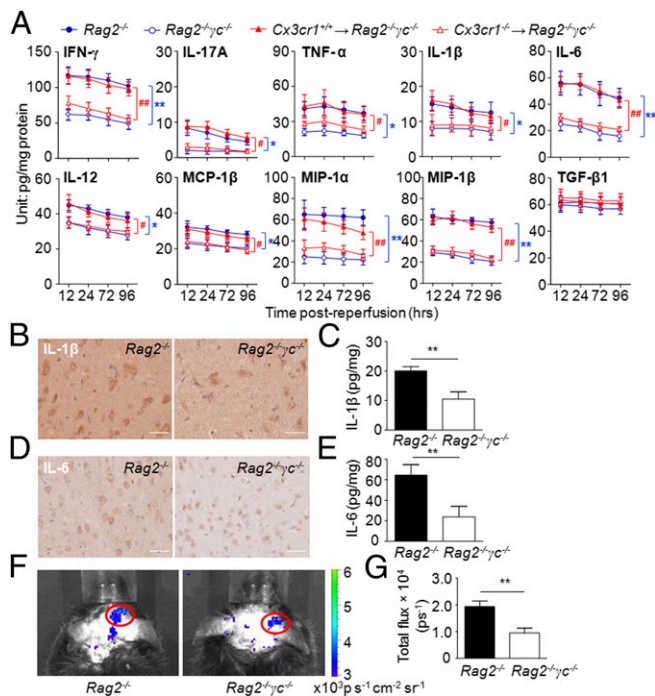 A
Rag2-/- Rag2-/-γc-/- Cx3cr1+/+→Rag2-/-γc-/- Cx3cr1-/-→Rag2-/-γc-/-
Unit: pg/mg protein
IFN-γ IL-17A TNF-α IL-1β IL-6
150 100 50 0
## **
40 30 20 10 0
# *
90 60 30 0
# *
30 20 10 0
# *
80 60 40 20 0
## **
IL-12 MCP-1β MIP-1α MIP-1β TGF-β1
60 40 20 0
# *
60 40 20 0
# *
100 80 60 40 20 0
## **
100 80 60 40 20 0
## **
80 60 40 20 0
12 24 72 96 12 24 72 96 12 24 72 96 12 24 72 96 12 24 72 96
Time post-reperfusion (hrs)
B
IL-1β Rag2-/- Rag2-/-γc-/-
C
IL-1β (pg/mg)
30
20
10
0
**
Rag2-/- Rag2-/-γc-/-
D
IL-6 Rag2-/- Rag2-/-γc-/-
E
IL-6 (pg/mg)
80
60
40
20
0
**
Rag2-/- Rag2-/-γc-/-
F
6
5
4
3
Rag2-/- Rag2-/-γc-/- x10³p s-¹ cm-² sr-¹
G
Total flux × 10⁴
(ps-¹)
3.0
2.0
1.0
0
**
Rag2-/- Rag2-/-γc-/-